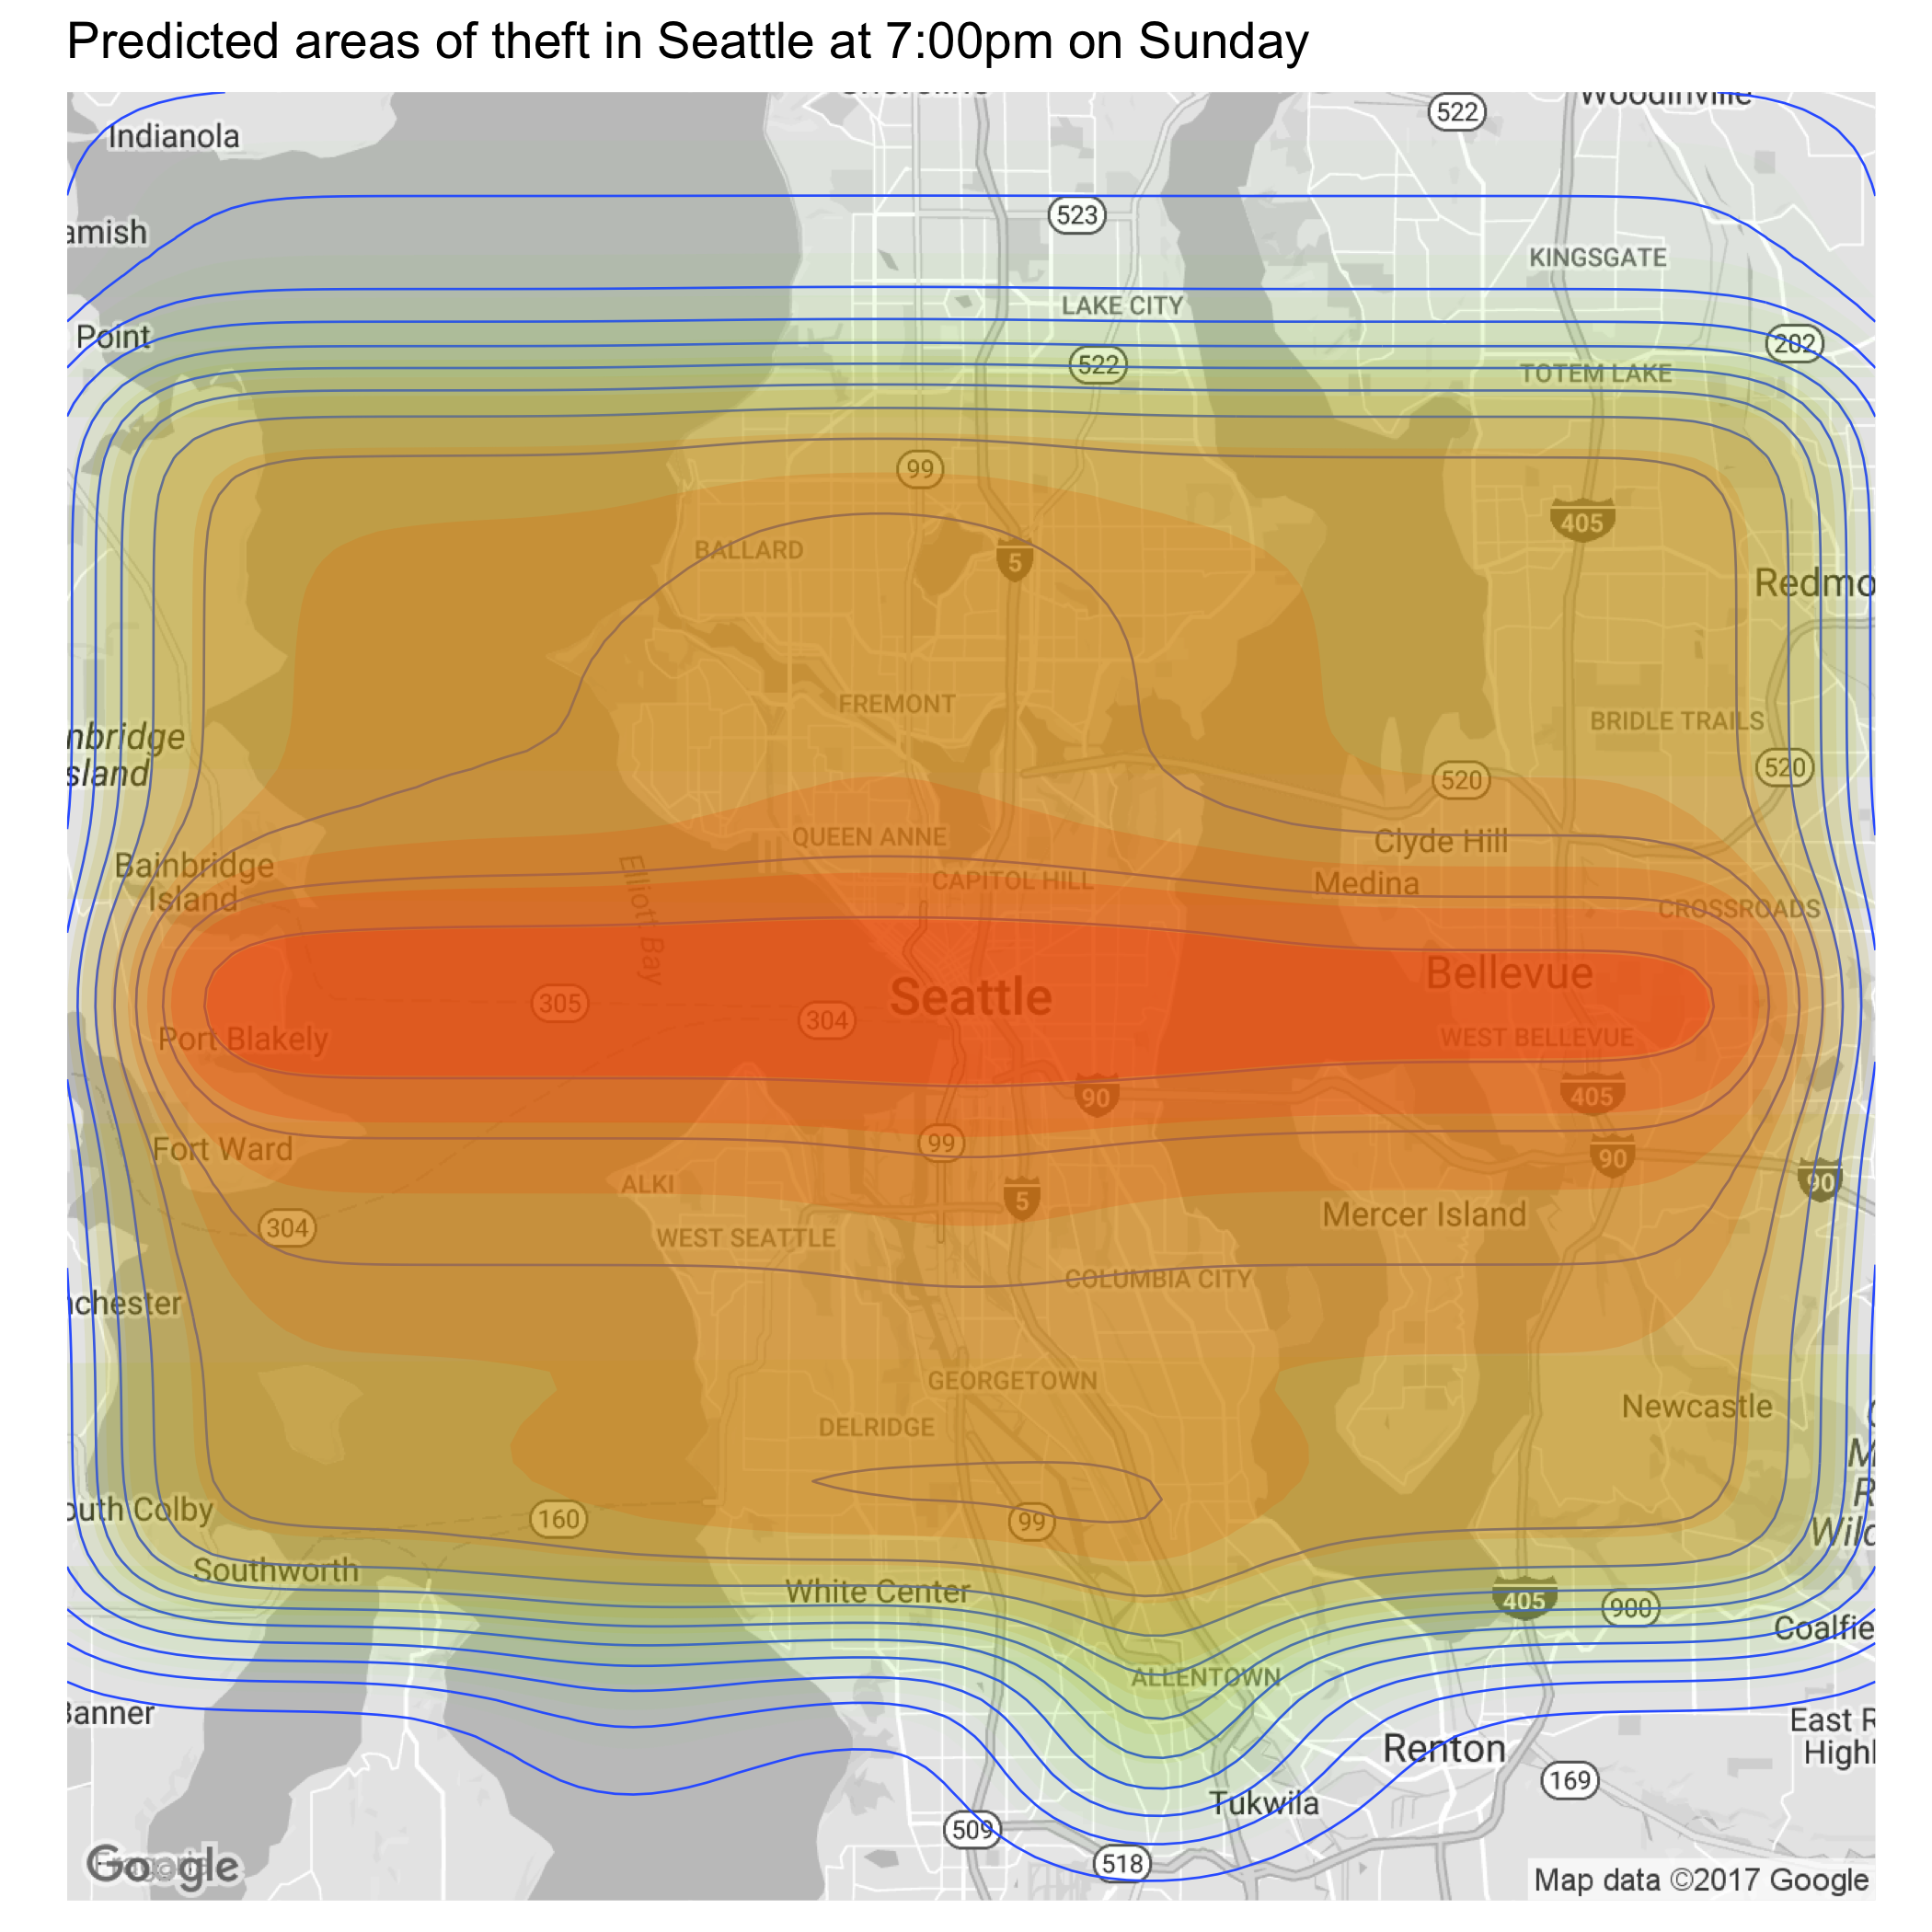 Predicted areas of theft in Seattle at 7:00pm on Sunday
Woodinville
522
Indianola
523
amish
KINGSGATE
LAKE CITY
Point
202
522
TOTEM LAKE
99
405
BALLARD
5
Redmo
FREMONT
BRIDLE TRAILS
nbridge
sland
520
520
QUEEN ANNE
Clyde Hill
Bainbridge
Island
CAPITOL HILL
Medina
CROSSROADS
Elliott Bay
Bellevue
Seattle
305
304
Port Blakely
WEST BELLEVUE
90
405
99
Fort Ward
90
90
ALKI
5
Mercer Island
304
WEST SEATTLE
COLUMBIA CITY
nchester
GEORGETOWN
Newcastle
DELRIDGE
M
R
Wild
outh Colby
160
99
Southworth
White Center
405
900
Coalfie
ALLENTOWN
Banner
East R
Highl
Renton
169
Tukwila
509
518
Google
Map data ©2017 Google